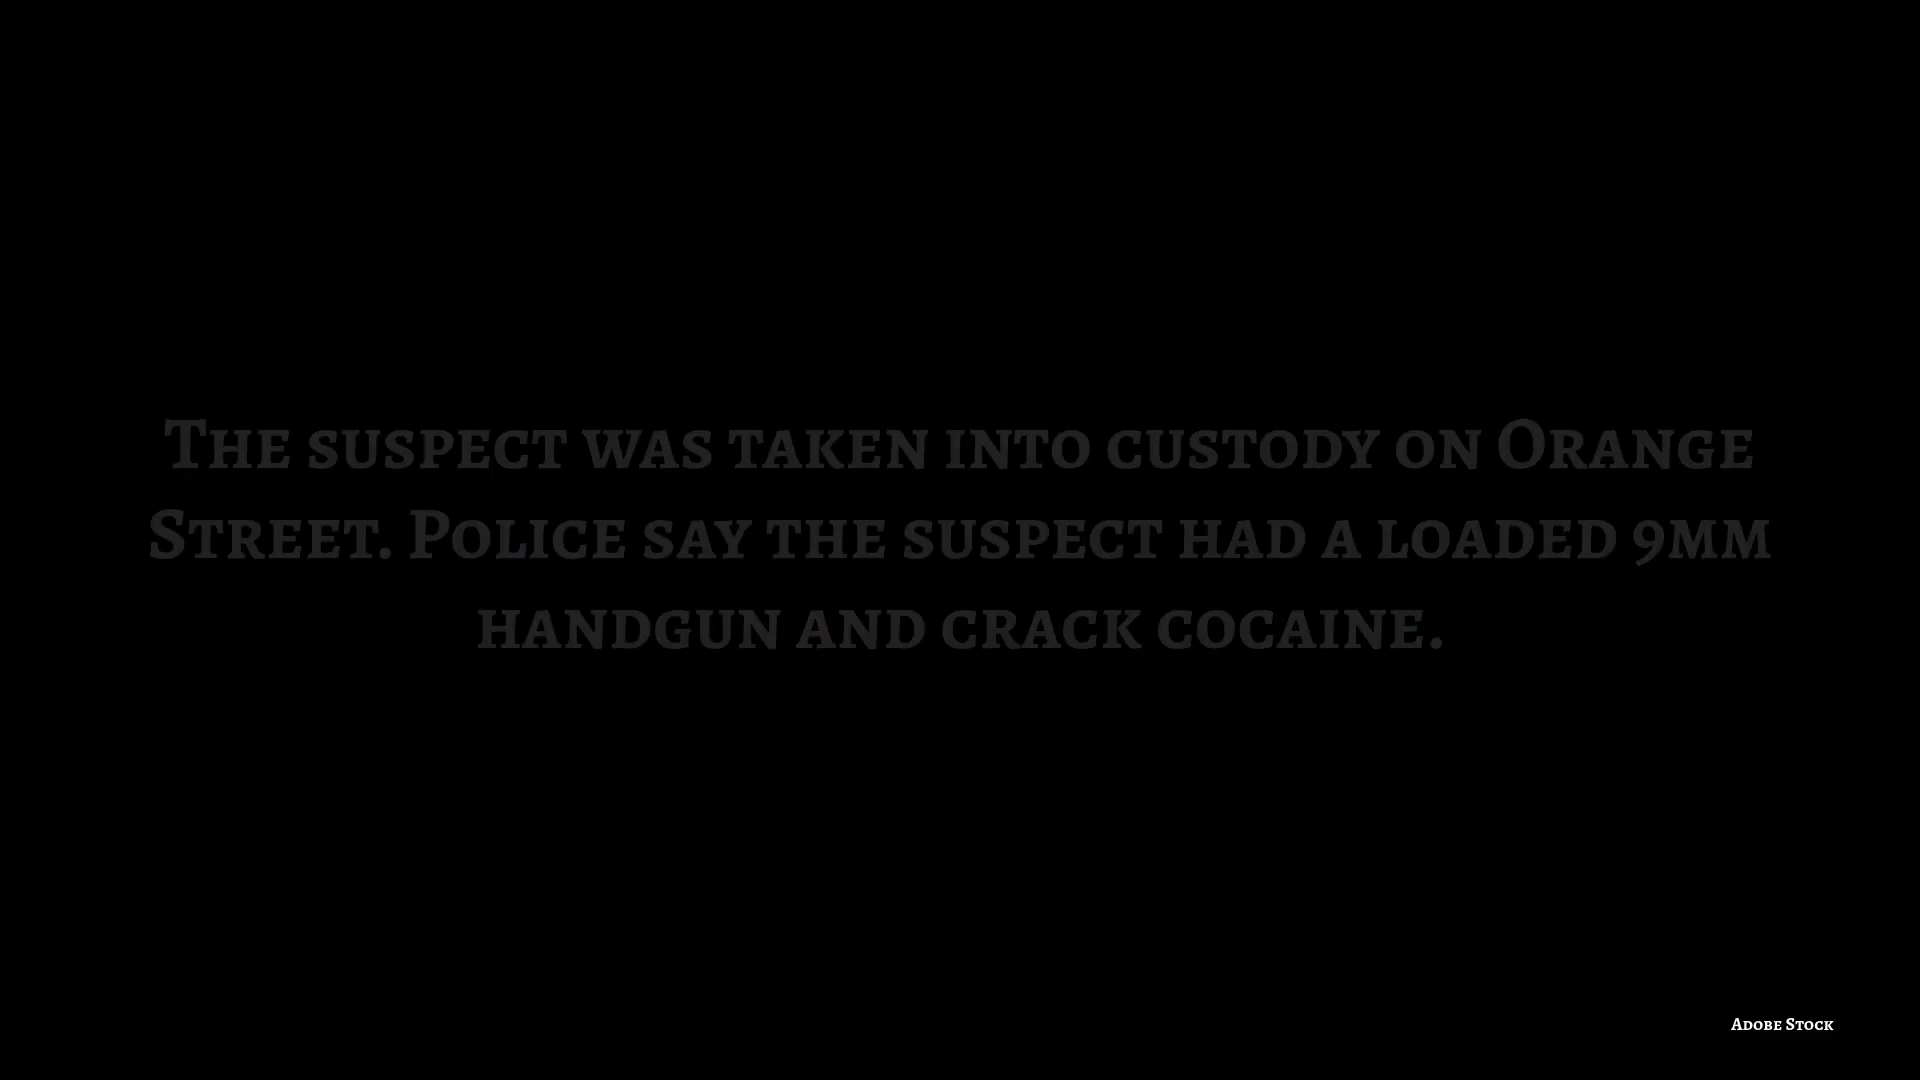 The suspect was taken into custody on Orange
Street. Police say the suspect had a loaded 9mm
handgun and crack cocaine.
Adobe Stock